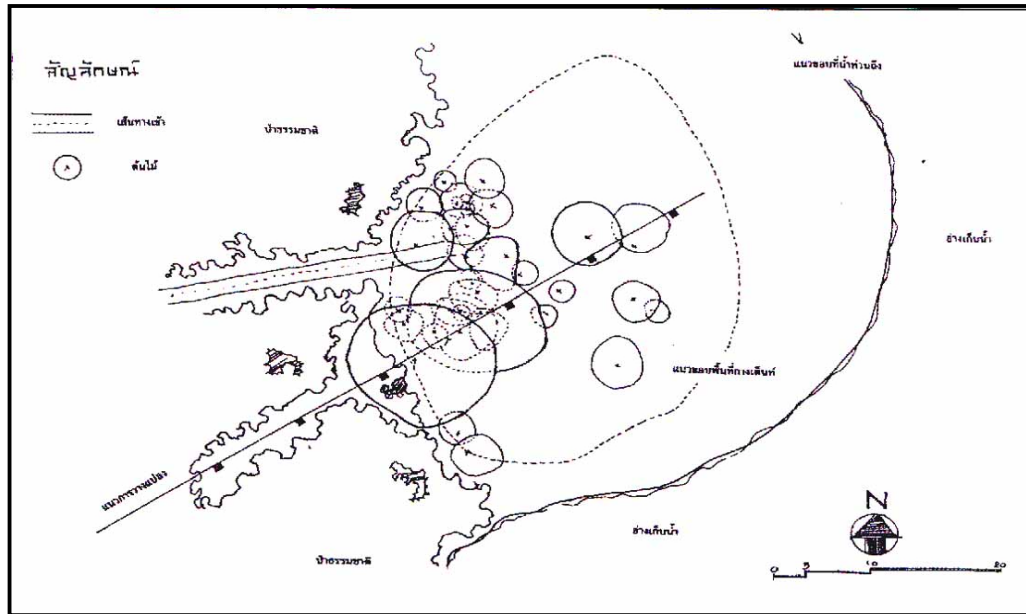 สัญลักษณ์
เส้นทางเข้า
ต้นไม้
ป่าธรรมชาติ
แนวขอบที่น้ำท่วมถึง
อ่างเก็บน้ำ
แนวขอบพื้นที่กางเต็นท์
แนวการวางแปลง
ป่าธรรมชาติ
อ่างเก็บน้ำ
N
0 5 10 20